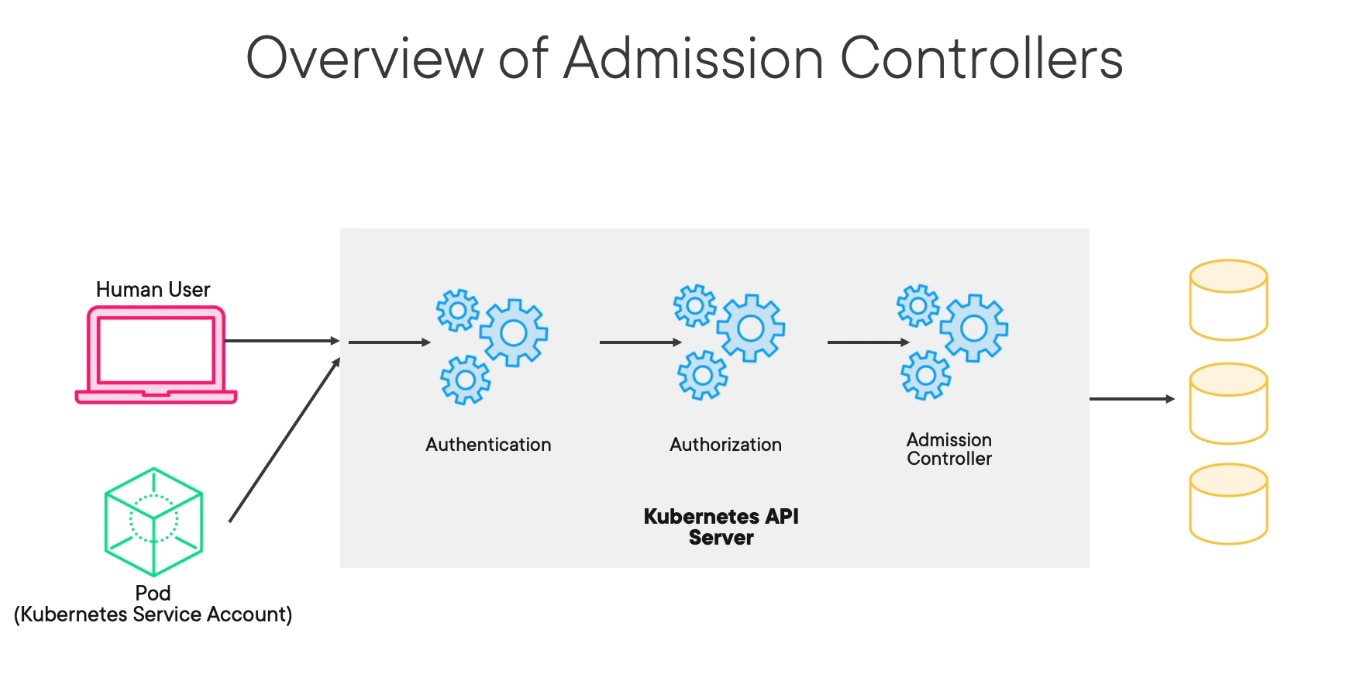 Overview of Admission Controllers
Human User
Pod
(Kubernetes Service Account)
Authentication
Authorization
Admission
Controller
Kubernetes API
Server